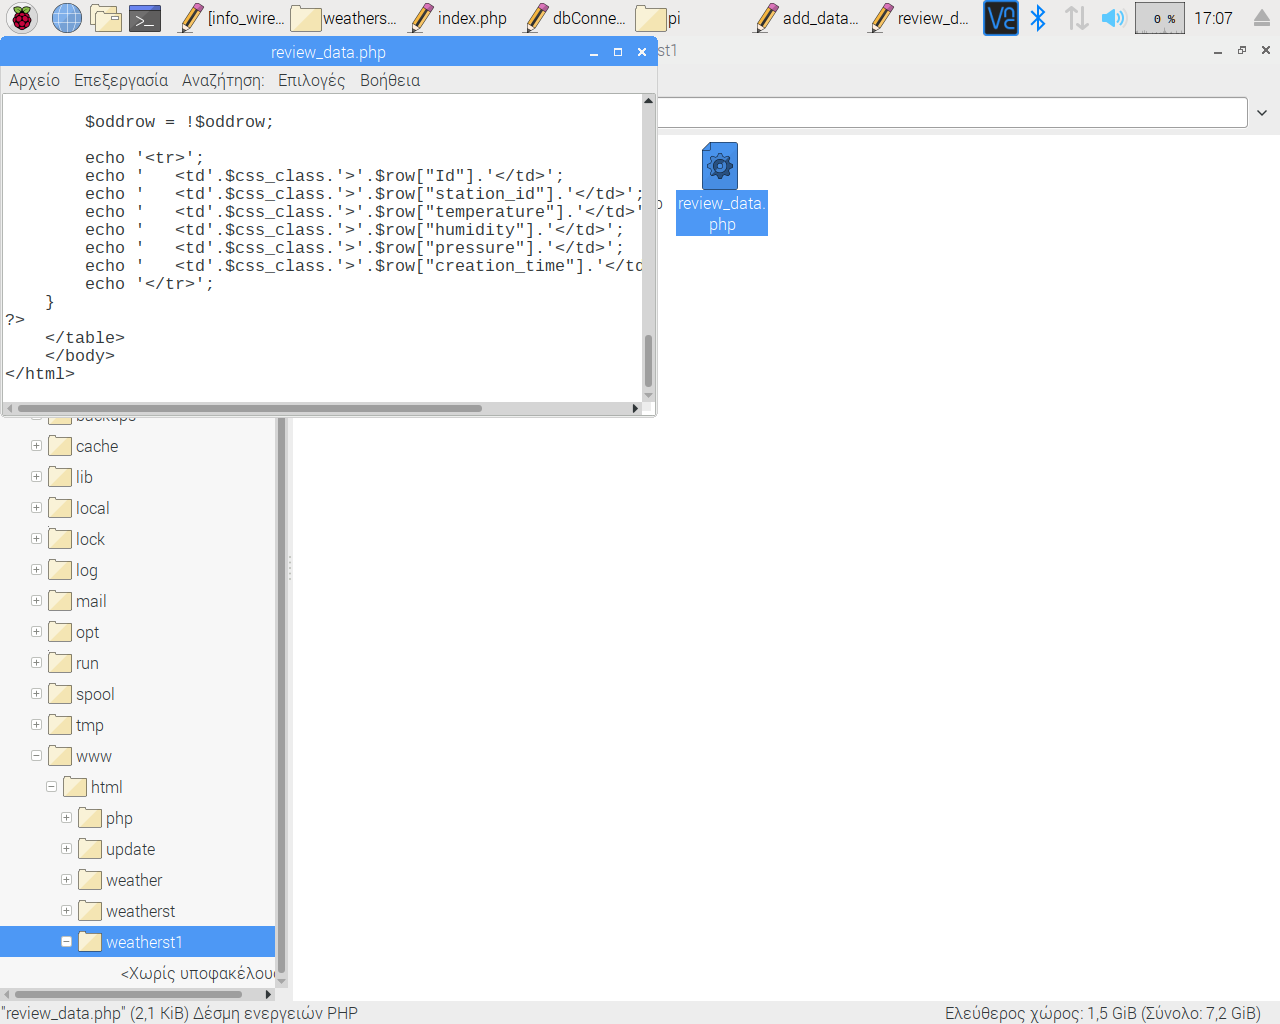 [info_wire... weathers... index.php dbConne... pi add_data... review_d... 0 % 17:07
review_data.php
st1
Αρχείο Επεξεργασία Αναζήτηση: Επιλογές Βοήθεια
$oddrow = !$oddrow;
echo '<tr>';
echo '   <td'.$css_class.'>'.$row["Id"].'</td>';
echo '   <td'.$css_class.'>'.$row["station_id"].'</td>';
echo '   <td'.$css_class.'>'.$row["temperature"].'</td>'
echo '   <td'.$css_class.'>'.$row["humidity"].'</td>';
echo '   <td'.$css_class.'>'.$row["pressure"].'</td>';
echo '   <td'.$css_class.'>'.$row["creation_time"].'</td
echo '</tr>';
}
?>
</table>
</body>
</html>
review_data.
php
backups
cache
lib
local
lock
log
mail
opt
run
spool
tmp
www
html
php
update
weather
weatherst
weatherst1
<Χωρίς υποφακέλους
"review_data.php" (2,1 KiB) Δέσμη ενεργειών PHP Ελεύθερος χώρος: 1,5 GiB (Σύνολο: 7,2 GiB)